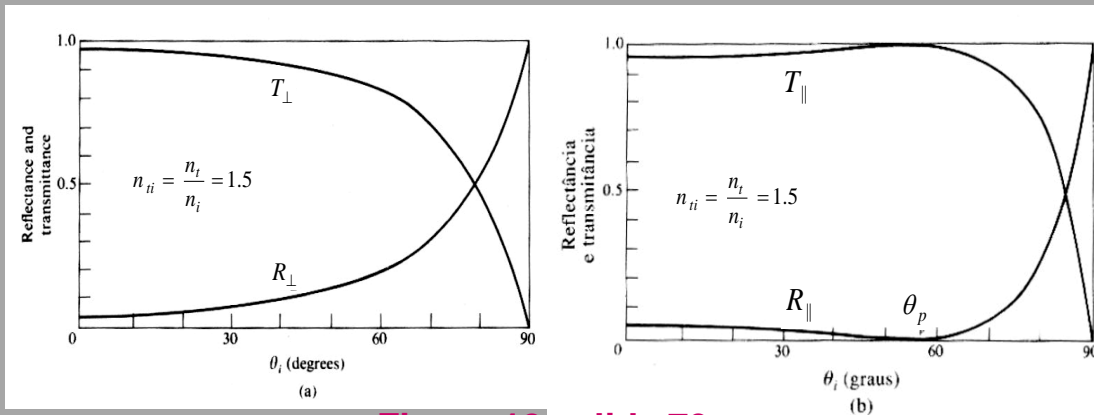 1.0
T⊥
Reflectance and
transmittance
n_ti = n_t / n_i = 1.5
0.5
R⊥
0
30
60
90
θ_i (degrees)
(a)
1.0
T∥
Reflectância
e transmitância
n_ti = n_t / n_i = 1.5
0.5
R∥
θ_p
0
30
60
90
θ_i (graus)
(b)